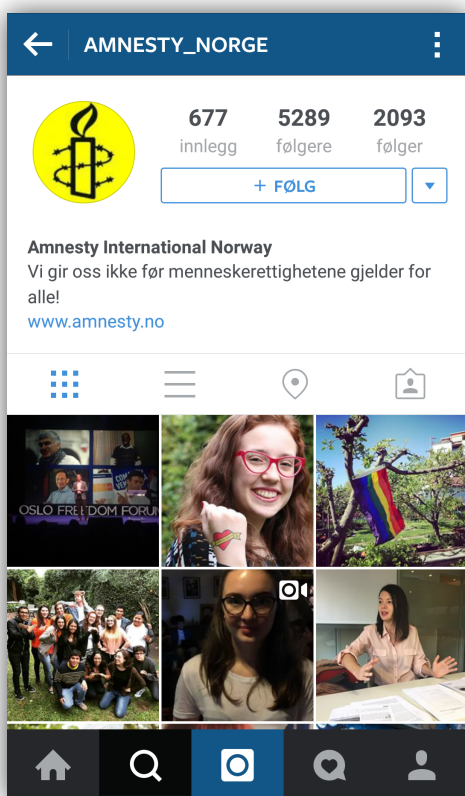 AMNESTY_NORGE
677 5289 2093
innlegg følgere følger
+ FØLG
Amnesty International Norway
Vi gir oss ikke før menneskerettighetene gjelder for
alle!
www.amnesty.no
OSLO FREEDOM FORUM